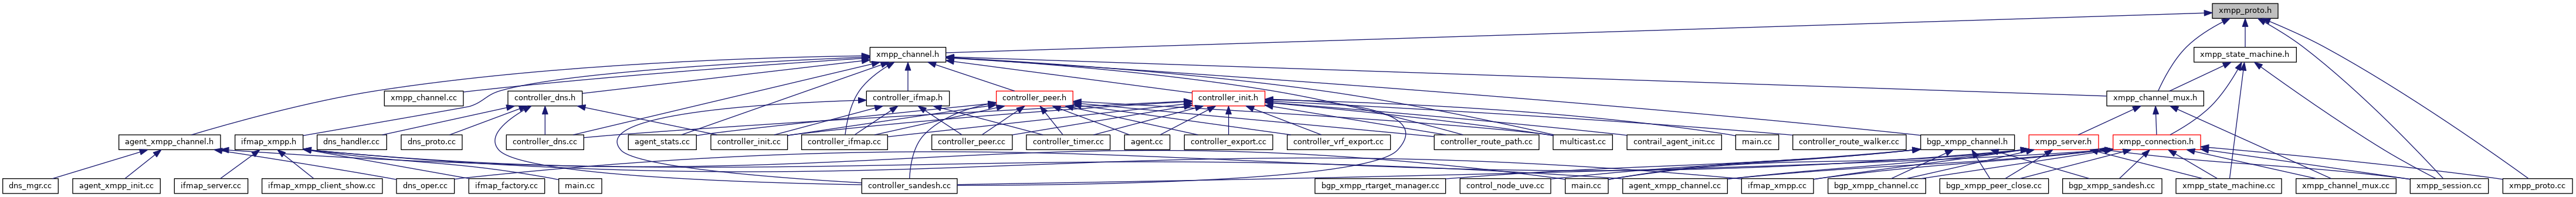 xmpp_proto.h
xmpp_channel.h
xmpp_state_machine.h
xmpp_channel.cc
controller_dns.h
controller_ifmap.h
controller_peer.h
controller_init.h
xmpp_channel_mux.h
agent_xmpp_channel.h
ifmap_xmpp.h
dns_handler.cc
dns_proto.cc
controller_dns.cc
agent_stats.cc
controller_init.cc
controller_ifmap.cc
controller_peer.cc
controller_timer.cc
agent.cc
controller_export.cc
controller_vrf_export.cc
controller_route_path.cc
multicast.cc
contrail_agent_init.cc
main.cc
controller_route_walker.cc
bgp_xmpp_channel.h
xmpp_server.h
xmpp_connection.h
dns_mgr.cc
agent_xmpp_init.cc
ifmap_server.cc
ifmap_xmpp_client_show.cc
dns_oper.cc
ifmap_factory.cc
main.cc
controller_sandesh.cc
bgp_xmpp_rtarget_manager.cc
control_node_uve.cc
main.cc
agent_xmpp_channel.cc
ifmap_xmpp.cc
bgp_xmpp_channel.cc
bgp_xmpp_peer_close.cc
bgp_xmpp_sandesh.cc
xmpp_state_machine.cc
xmpp_channel_mux.cc
xmpp_session.cc
xmpp_proto.cc